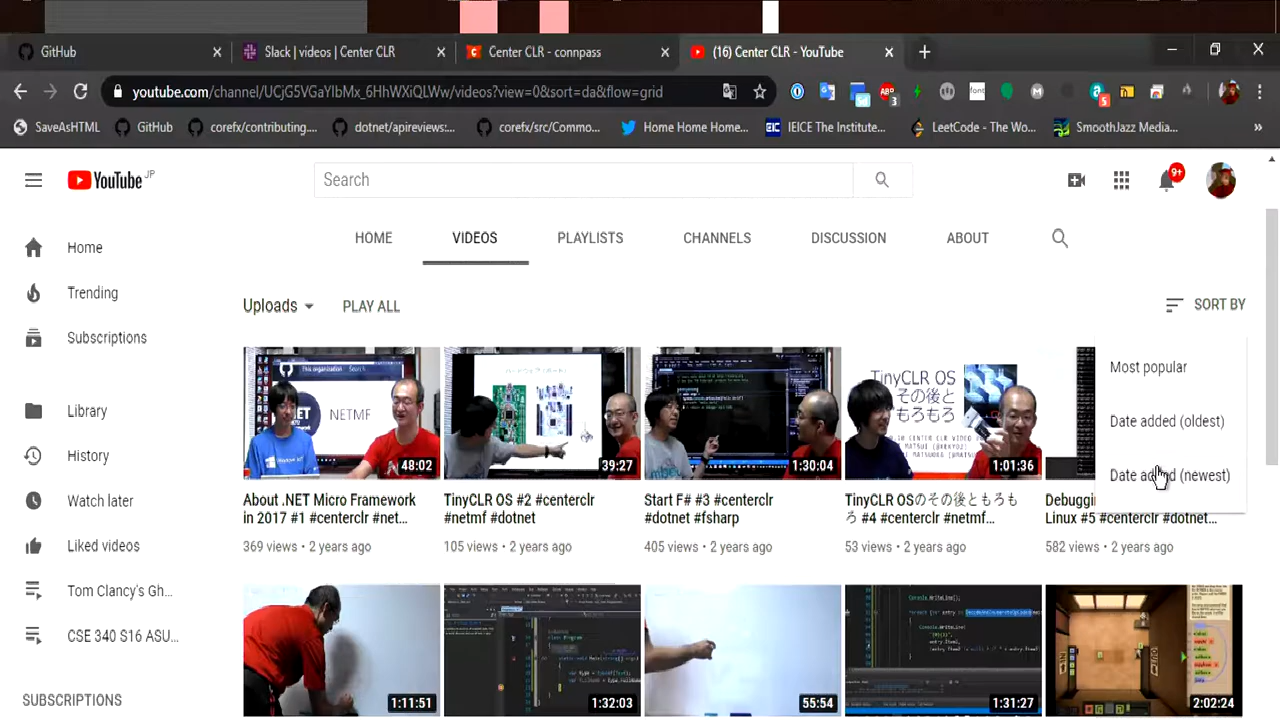 GitHub
Slack | videos | Center CLR
Center CLR - connpass
(16) Center CLR - YouTube
youtube.com/channel/UCjG5VGaYlbMx_6HhWXiQLWw/videos?view=0&sort=da&flow=grid
SaveAsHTML
GitHub
corefx/contributing...
dotnet/apireviews:...
corefx/src/Commo...
Home Home Home...
IEICE The Institute...
LeetCode - The Wo...
SmoothJazz Media...
YouTube JP
Search
9+
HOME
VIDEOS
PLAYLISTS
CHANNELS
DISCUSSION
ABOUT
Home
Trending
Subscriptions
Library
History
Watch later
Liked videos
Tom Clancy's Gh...
CSE 340 S16 ASU...
SUBSCRIPTIONS
Uploads
PLAY ALL
SORT BY
Most popular
Date added (oldest)
Date added (newest)
NETMF
48:02
39:27
1:30:04
TinyCLR OS
その後と
もろもろ
1:01:36
About .NET Micro Framework
in 2017 #1 #centerclr #net...
369 views • 2 years ago
TinyCLR OS #2 #centerclr
#netmf #dotnet
105 views • 2 years ago
Start F# #3 #centerclr
#dotnet #fsharp
405 views • 2 years ago
TinyCLR OSのその後ともろも
ろ #4 #centerclr #netmf...
53 views • 2 years ago
Debuggi
Linux #5 #centerclr #dotnet...
582 views • 2 years ago
1:11:51
1:32:03
55:54
1:31:27
2:02:24